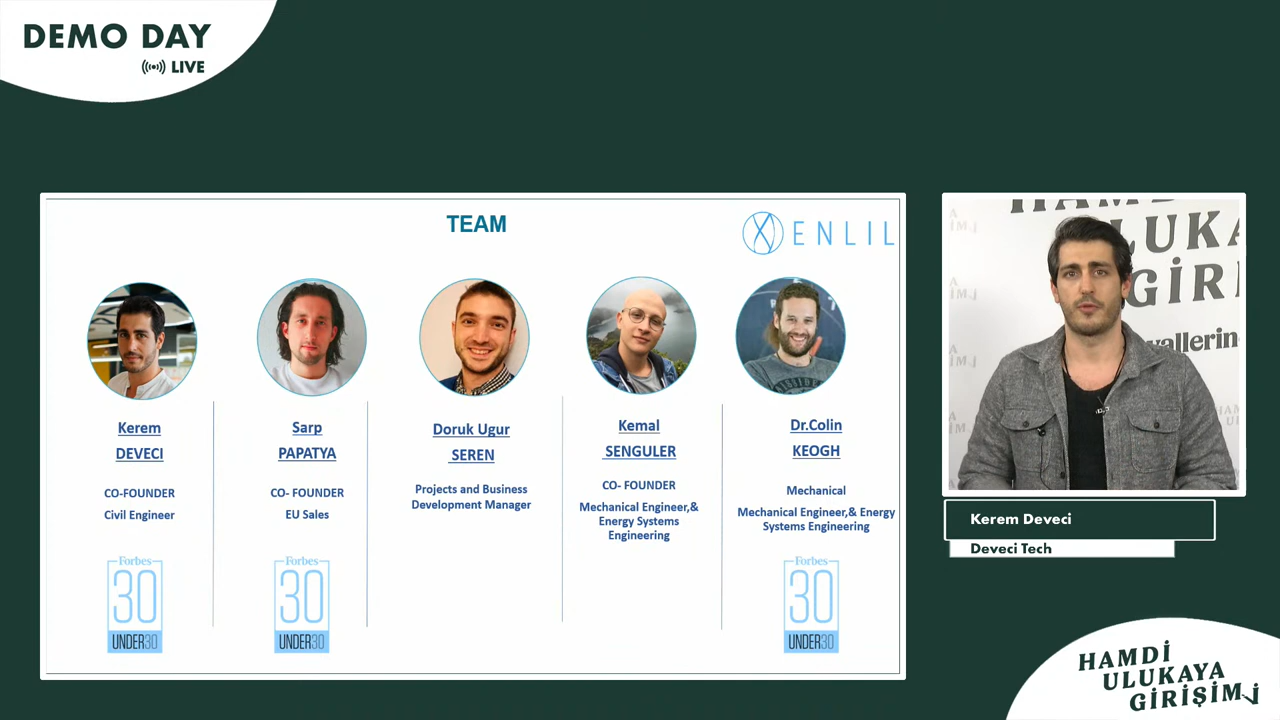 DEMO DAY
LIVE
TEAM
ENLIL
Kerem
DEVECI
CO-FOUNDER
Civil Engineer
Forbes
30
UNDER30
Sarp
PAPATYA
CO- FOUNDER
EU Sales
Forbes
30
UNDER30
Doruk Ugur
SEREN
Projects and Business
Development Manager
Kemal
SENGULER
CO- FOUNDER
Mechanical Engineer,&
Energy Systems
Engineering
Dr.Colin
KEOGH
Mechanical
Mechanical Engineer,& Energy
Systems Engineering
Forbes
30
UNDER30
ULUKA
GİRİ
Kerem Deveci
Deveci Tech
HAMDİ
ULUKAYA
GİRİŞİMİ